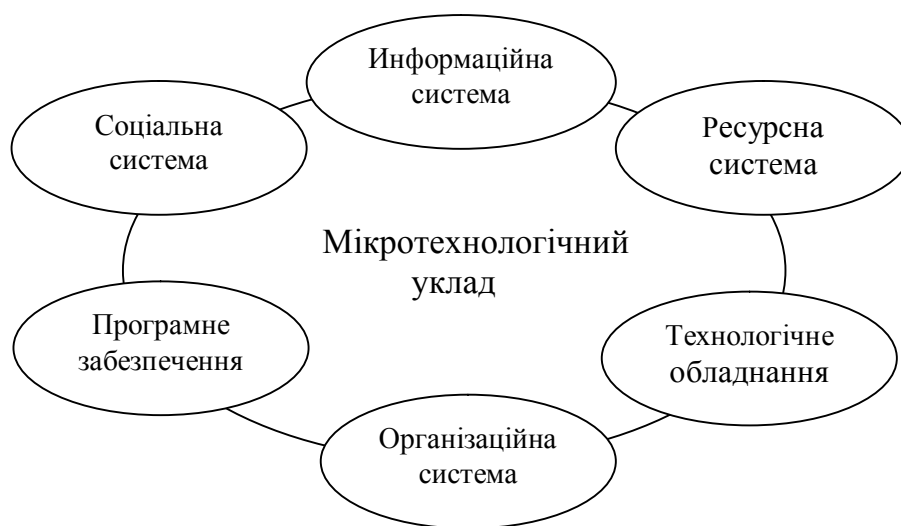 Информаційна
система
Соціальна
система
Ресурсна
система
Мікротехнологічний
уклад
Програмне
забезпечення
Технологічне
обладнання
Організаційна
система